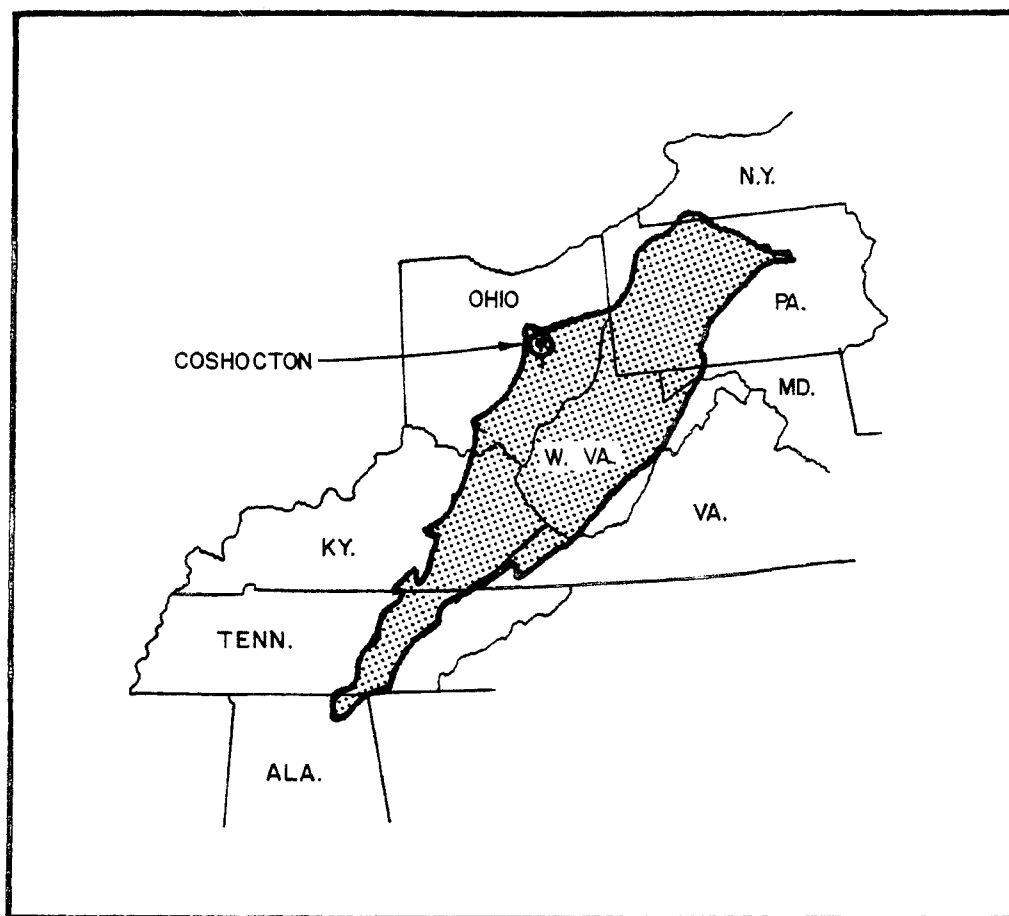 N.Y.
OHIO
PA.
COSHOCTON
MD.
W. VA.
VA.
KY.
TENN.
ALA.